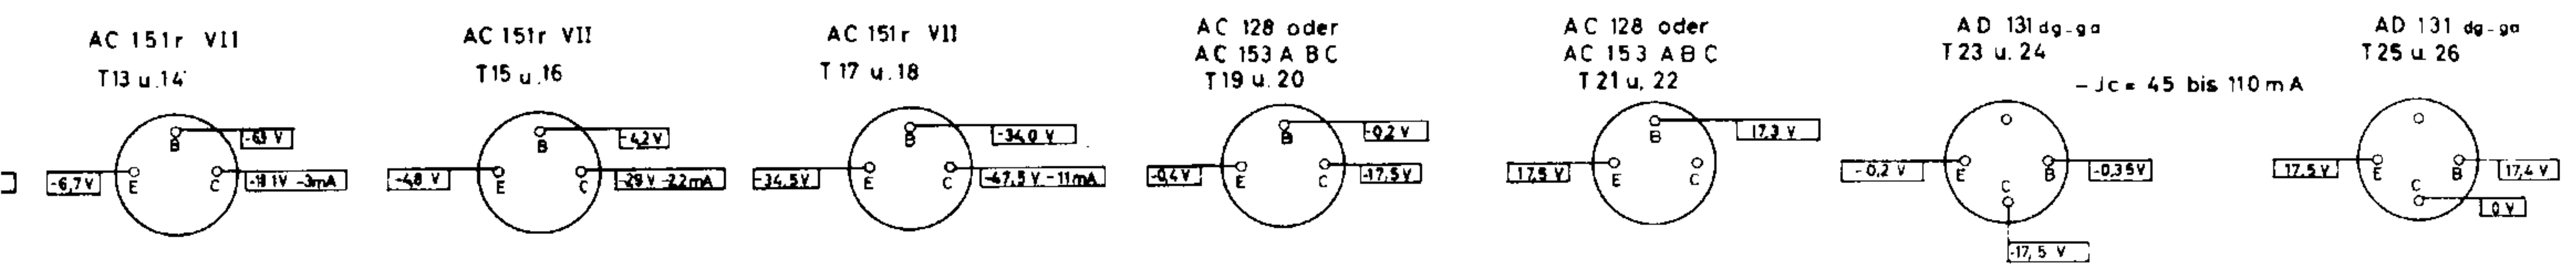 AC 151r VII
T13 u. 14
B
-6,9 V
-6,7 V
E
C
-18 1V -3mA
AC 151r VII
T15 u. 16
B
-4,2 V
-4,8 V
E
C
-29 V -2,2mA
AC 151r VII
T 17 u. 18
B
-34,0 V
-34,5 V
E
C
-47,5 V -11mA
AC 128 oder
AC 153 A B C
T19 u. 20
B
-0,2 V
-0,4 V
E
C
-17,5 V
AC 128 oder
AC 153 A B C
T 21 u. 22
B
17,3 V
17,5 V
E
C
AD 131 dg-ga
T 23 u. 24
-Jc = 45 bis 110 mA
-0,2 V
E
B
-0,35 V
C
-17,5 V
AD 131 dg-ga
T 25 u. 26
17,5 V
E
B
17,4 V
C
0 V